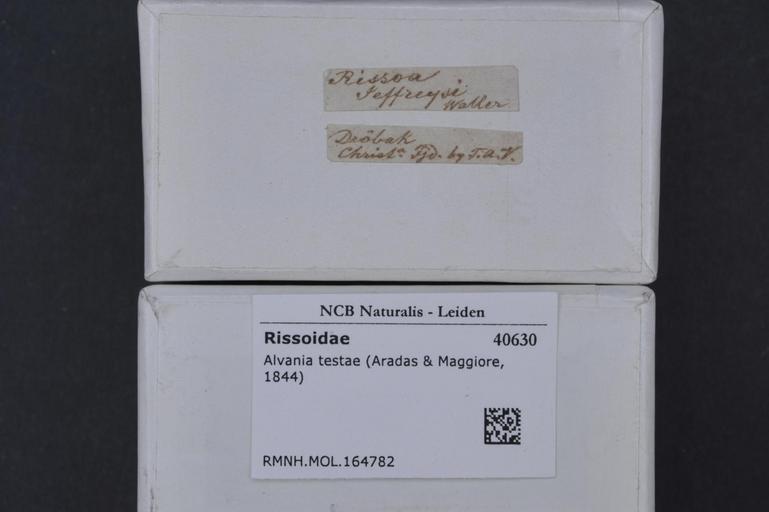 Rissoa
Jeffreysi
Waller
Dröbak
Christª Fjd. by T.A.V.
NCB Naturalis - Leiden
Rissoidae 40630
Alvania testae (Aradas & Maggiore,
1844)
RMNH.MOL.164782